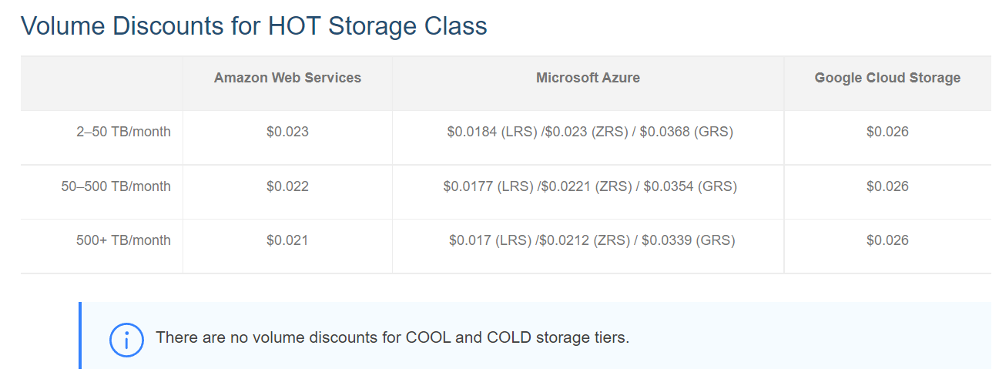 Volume Discounts for HOT Storage Class
Amazon Web Services Microsoft Azure Google Cloud Storage
2–50 TB/month $0.023 $0.0184 (LRS) /$0.023 (ZRS) / $0.0368 (GRS) $0.026
50–500 TB/month $0.022 $0.0177 (LRS) /$0.0221 (ZRS) / $0.0354 (GRS) $0.026
500+ TB/month $0.021 $0.017 (LRS) /$0.0212 (ZRS) / $0.0339 (GRS) $0.026
There are no volume discounts for COOL and COLD storage tiers.